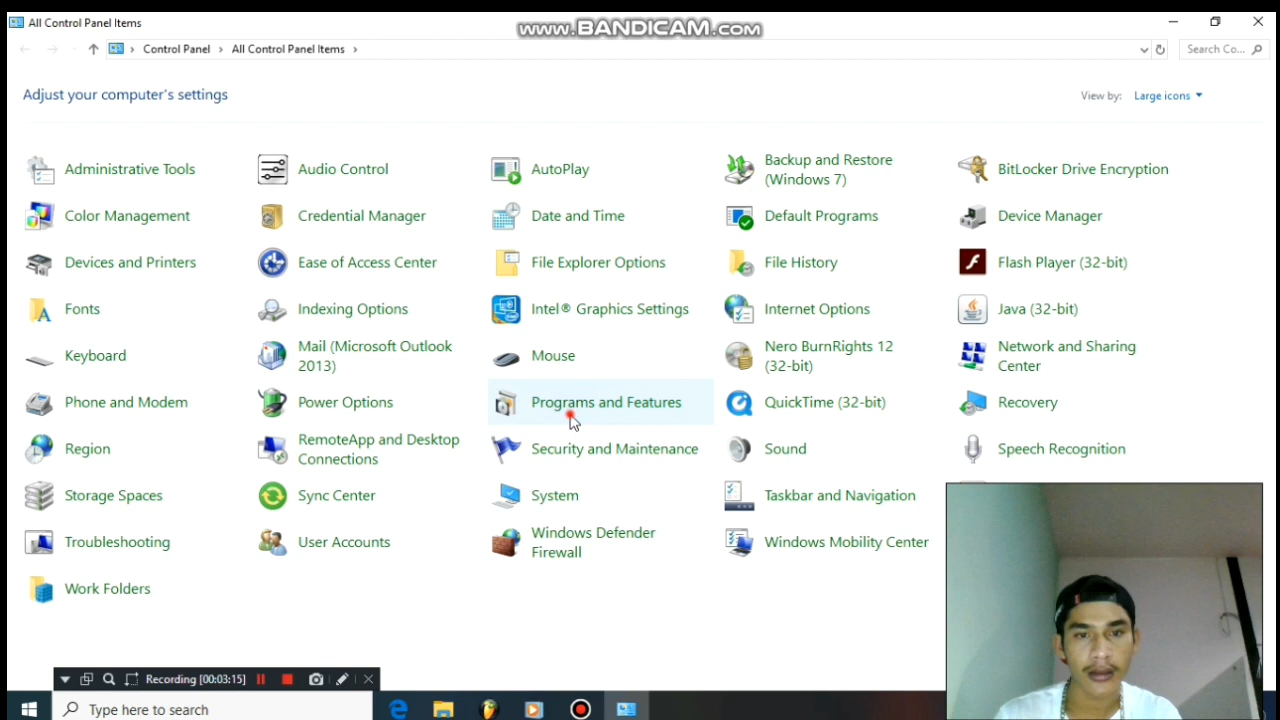 All Control Panel Items
www.BANDICAM.com
Control Panel > All Control Panel Items >
Search Co...
Adjust your computer's settings
View by: Large icons
Administrative Tools
Audio Control
AutoPlay
Backup and Restore
(Windows 7)
BitLocker Drive Encryption
Color Management
Credential Manager
Date and Time
Default Programs
Device Manager
Devices and Printers
Ease of Access Center
File Explorer Options
File History
Flash Player (32-bit)
Fonts
Indexing Options
Intel® Graphics Settings
Internet Options
Java (32-bit)
Keyboard
Mail (Microsoft Outlook
2013)
Mouse
Nero BurnRights 12
(32-bit)
Network and Sharing
Center
Phone and Modem
Power Options
Programs and Features
QuickTime (32-bit)
Recovery
Region
RemoteApp and Desktop
Connections
Security and Maintenance
Sound
Speech Recognition
Storage Spaces
Sync Center
System
Taskbar and Navigation
Troubleshooting
User Accounts
Windows Defender
Firewall
Windows Mobility Center
Work Folders
Recording [00:03:15]
Type here to search